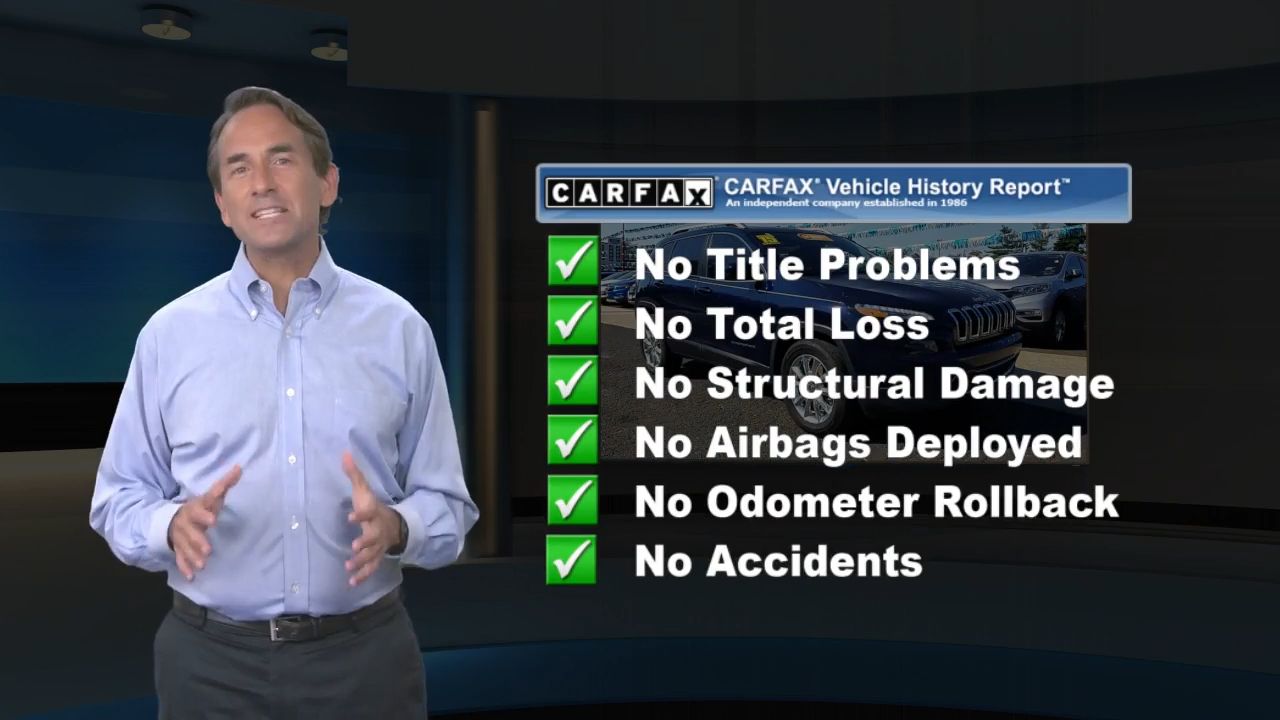 CARFAX
CARFAX® Vehicle History Report™
An independent company established in 1986
No Title Problems
No Total Loss
No Structural Damage
No Airbags Deployed
No Odometer Rollback
No Accidents